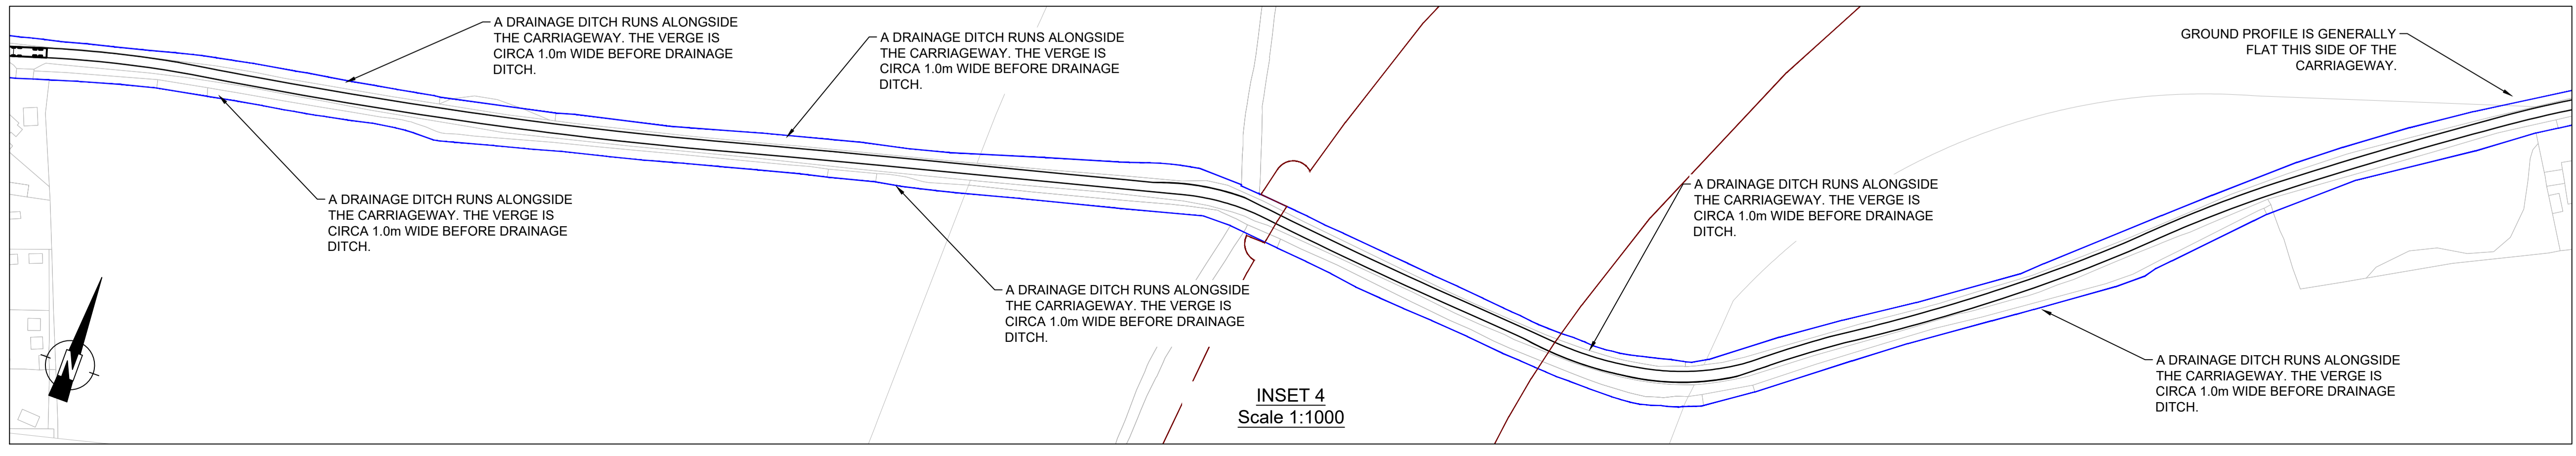 A DRAINAGE DITCH RUNS ALONGSIDE
THE CARRIAGEWAY. THE VERGE IS
CIRCA 1.0m WIDE BEFORE DRAINAGE
DITCH.
A DRAINAGE DITCH RUNS ALONGSIDE
THE CARRIAGEWAY. THE VERGE IS
CIRCA 1.0m WIDE BEFORE DRAINAGE
DITCH.
GROUND PROFILE IS GENERALLY
FLAT THIS SIDE OF THE
CARRIAGEWAY.
A DRAINAGE DITCH RUNS ALONGSIDE
THE CARRIAGEWAY. THE VERGE IS
CIRCA 1.0m WIDE BEFORE DRAINAGE
DITCH.
A DRAINAGE DITCH RUNS ALONGSIDE
THE CARRIAGEWAY. THE VERGE IS
CIRCA 1.0m WIDE BEFORE DRAINAGE
DITCH.
A DRAINAGE DITCH RUNS ALONGSIDE
THE CARRIAGEWAY. THE VERGE IS
CIRCA 1.0m WIDE BEFORE DRAINAGE
DITCH.
A DRAINAGE DITCH RUNS ALONGSIDE
THE CARRIAGEWAY. THE VERGE IS
CIRCA 1.0m WIDE BEFORE DRAINAGE
DITCH.
N
INSET 4
Scale 1:1000